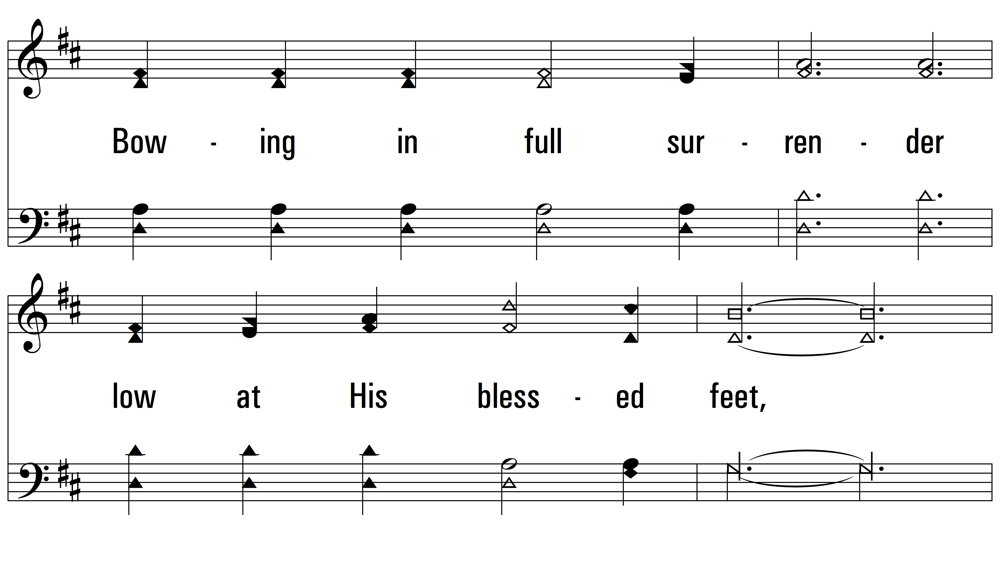 Bow - ing in full sur - ren - der
low at His bless - ed feet,